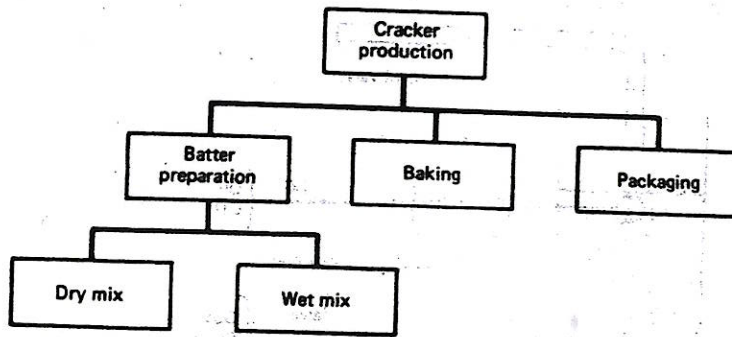 Cracker
production
Batter
preparation
Baking
Packaging
Dry mix
Wet mix